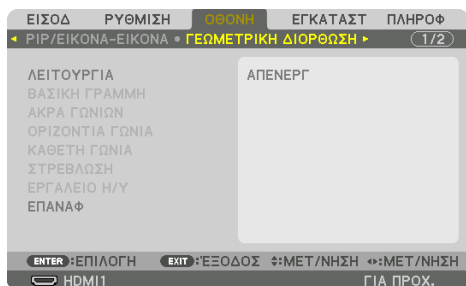 ΕΙΣΟΔ ΡΥΘΜΙΣΗ ΟΘΟΝΗ ΕΓΚΑΤΑΣΤ ΠΛΗΡΟΦ
PIP/ΕΙΚΟΝΑ-ΕΙΚΟΝΑ • ΓΕΩΜΕΤΡΙΚΗ ΔΙΟΡΘΩΣΗ 1/2
ΛΕΙΤΟΥΡΓΙΑ ΑΠΕΝΕΡΓ
ΒΑΣΙΚΗ ΓΡΑΜΜΗ
ΑΚΡΑ ΓΩΝΙΩΝ
ΟΡΙΖΟΝΤΙΑ ΓΩΝΙΑ
ΚΑΘΕΤΗ ΓΩΝΙΑ
ΣΤΡΕΒΛΩΣΗ
ΕΡΓΑΛΕΙΟ Η/Υ
ΕΠΑΝΑΦ
ENTER :ΕΠΙΛΟΓΗ EXIT :ΈΞΟΔΟΣ :ΜΕΤ/ΝΗΣΗ :ΜΕΤ/ΝΗΣΗ
HDMI1 ΓΙΑ ΠΡΟΧ.